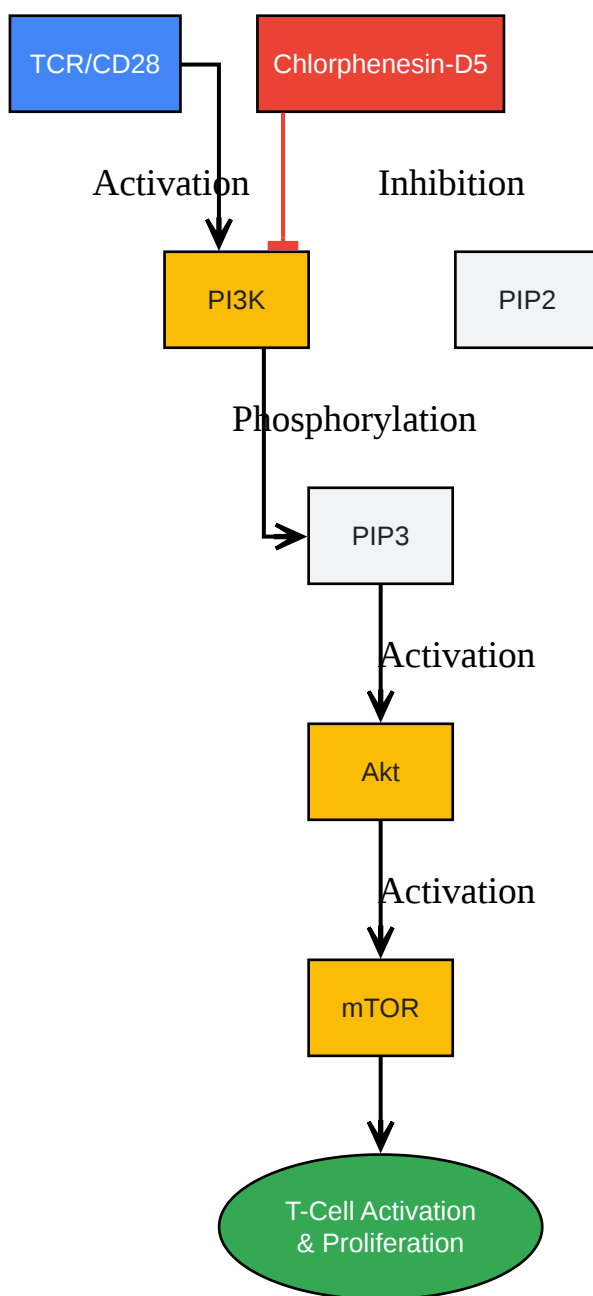 TCR/CD28
Chlorphenesin-D5
Activation
Inhibition
PI3K
PIP2
Phosphorylation
PIP3
Activation
Akt
Activation
mTOR
T-Cell Activation
& Proliferation